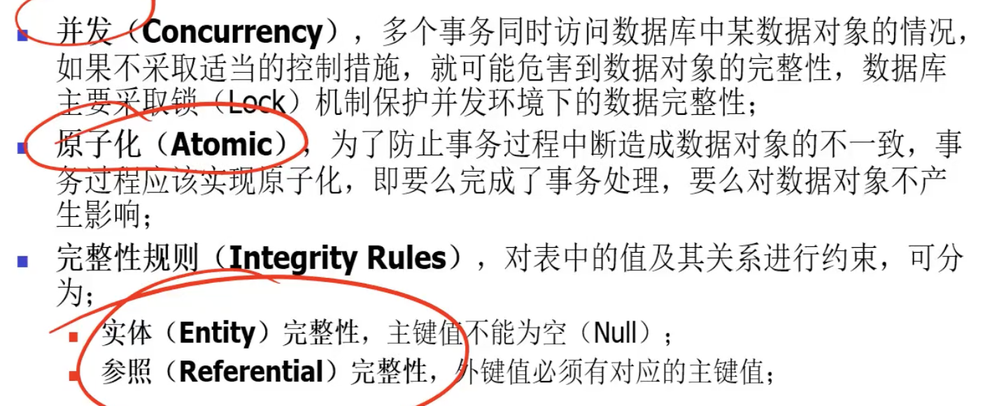 并发（Concurrency），多个事务同时访问数据库中某数据对象的情况，
如果不采取适当的控制措施，就可能危害到数据对象的完整性，数据库
主要采取锁（Lock）机制保护并发环境下的数据完整性；
原子化（Atomic），为了防止事务过程中断造成数据对象的不一致，事
务过程应该实现原子化，即要么完成了事务处理，要么对数据对象不产
生影响；
完整性规则（Integrity Rules），对表中的值及其关系进行约束，可分
为；
实体（Entity）完整性，主键值不能为空（Null）；
参照（Referential）完整性，外键值必须有对应的主键值；